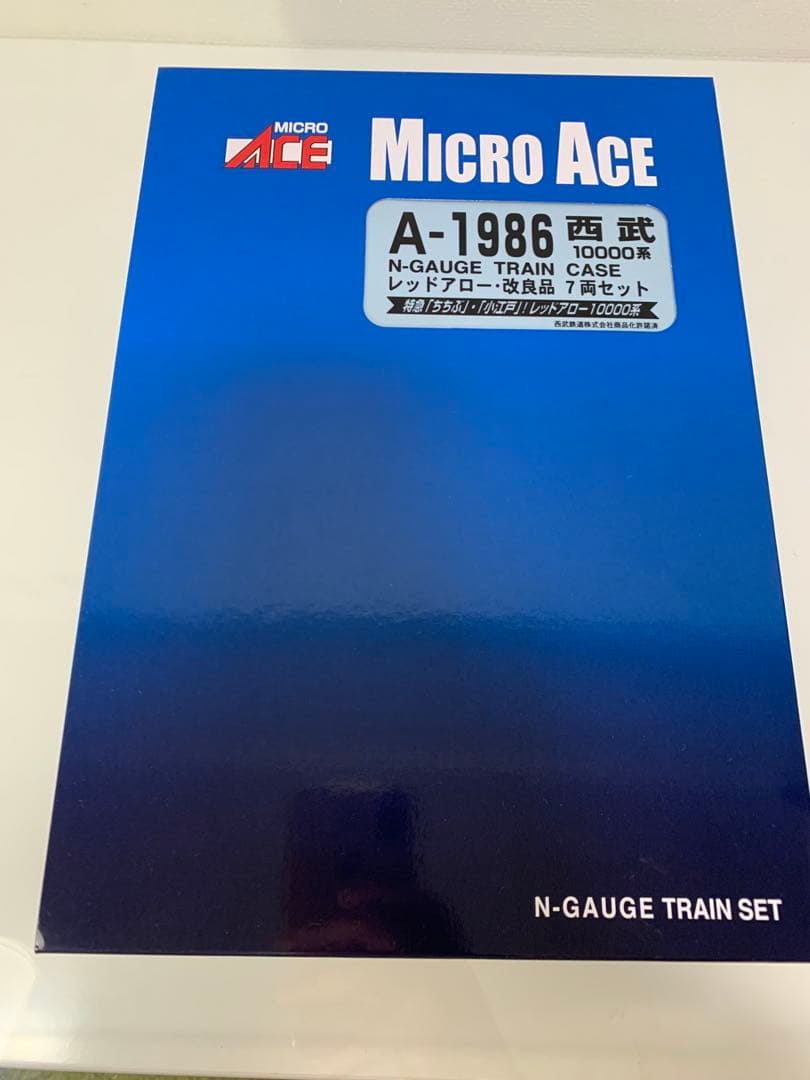 MICRO
ACE
MICRO ACE
A-1986 西武
10000系
N-GAUGE TRAIN CASE
レッドアロー・改良品 7両セット
特急「ちちぶ」・「小江戸」!レッドアロー10000系
西武鉄道株式会社商品化許諾済
N-GAUGE TRAIN SET